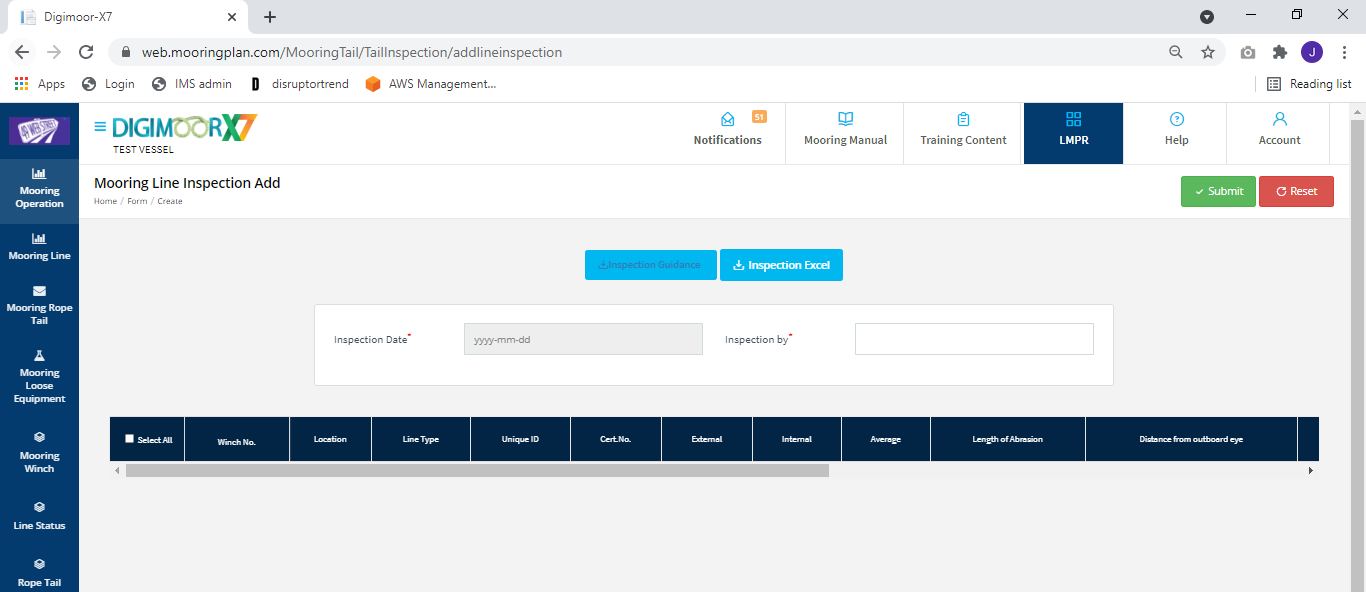 Digimoor-X7
web.mooringplan.com/MooringTail/TailInspection/addlineinspection
J
Apps
Login
IMS admin
D
disruptortrend
AWS Management...
Reading list
DIGIMOORX7
TEST VESSEL
Notifications
51
Mooring Manual
Training Content
LMPR
Help
Account
Mooring Line Inspection Add
Home / Form / Create
Submit
Reset
Mooring
Operation
Mooring Line
Mooring Rope
Tail
Mooring
Loose
Equipment
Mooring
Winch
Line Status
Rope Tail
Inspection Guidance
Inspection Excel
Inspection Date*
yyyy-mm-dd
Inspection by*
Select All
Winch No.
Location
Line Type
Unique ID
Cert.No.
External
Internal
Average
Length of Abrasion
Distance from outboard eye